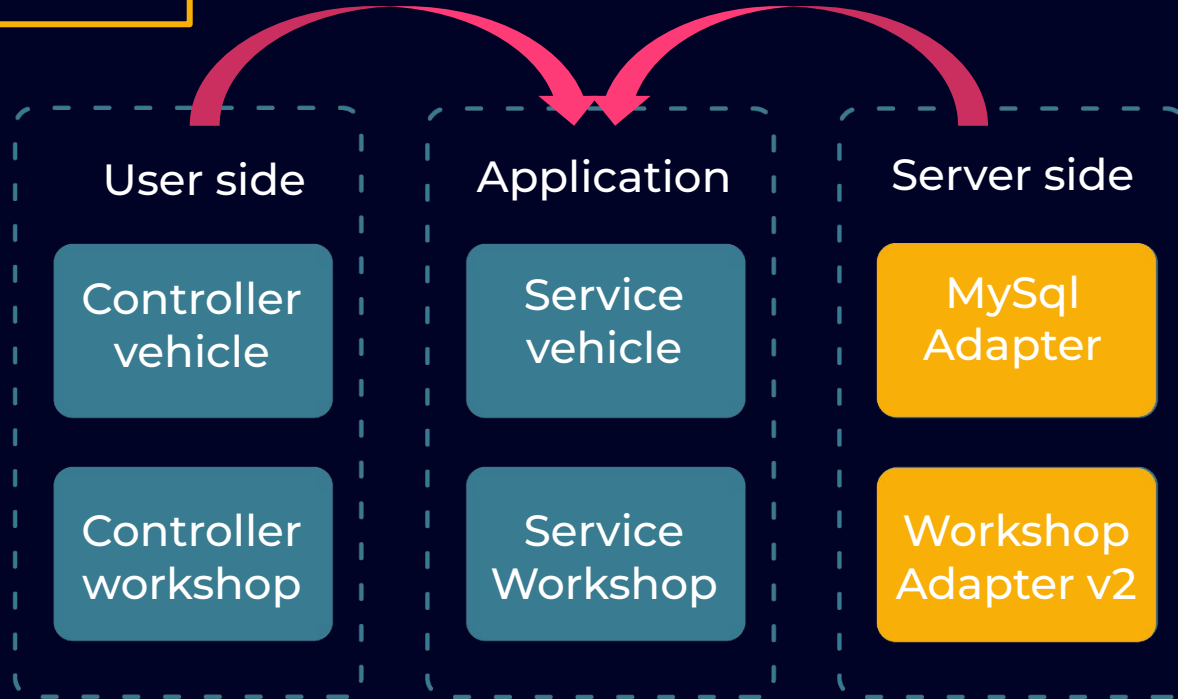 User side
Application
Server side
Controller
vehicle
Service
vehicle
MySql
Adapter
Controller
workshop
Service
Workshop
Workshop
Adapter v2